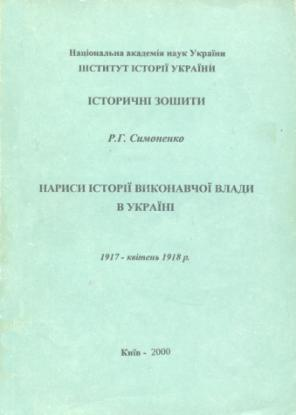 Національна академія наук України
ІНСТИТУТ ІСТОРІЇ УКРАЇНИ
ІСТОРИЧНІ ЗОШИТИ
Р.Г. Симоненко
НАРИСИ ІСТОРІЇ ВИКОНАВЧОЇ ВЛАДИ
В УКРАЇНІ
1917 - квітень 1918 р.
Київ - 2000